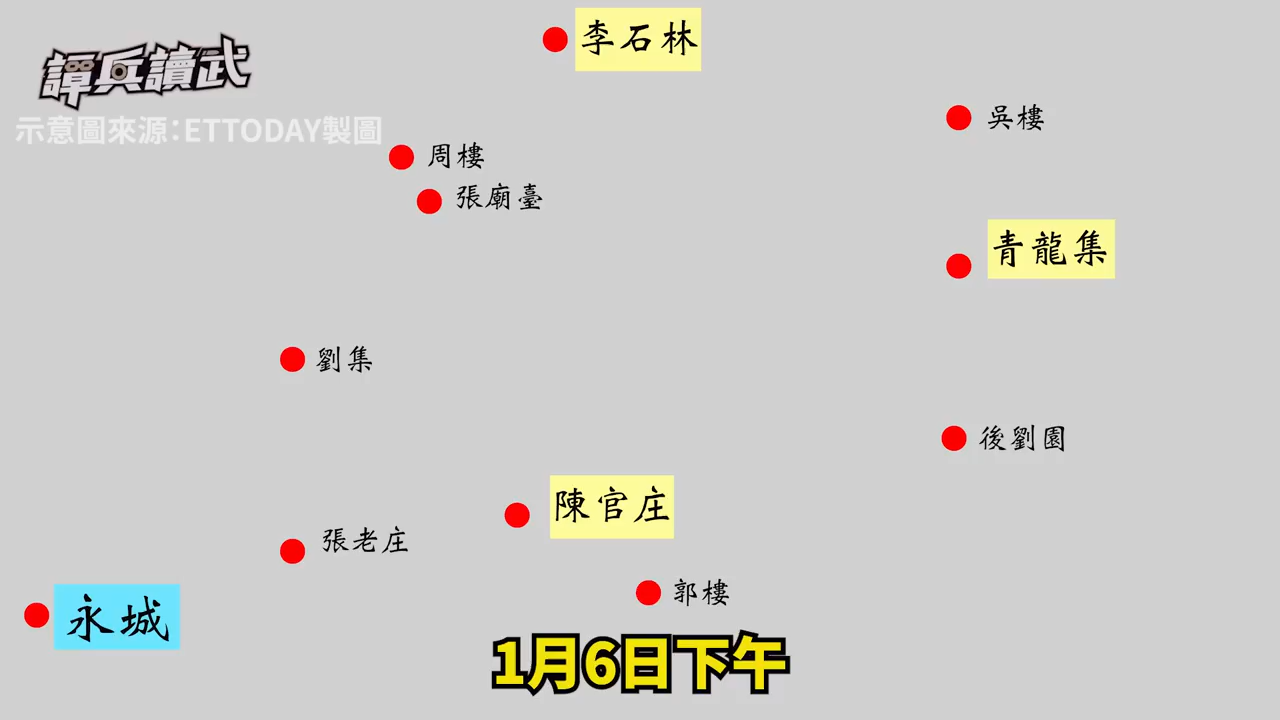 李石林
譚兵讀武
示意圖來源:ETTODAY製圖
吳樓
周樓
張廟臺
青龍集
劉集
後劉園
陳官庄
張老庄
郭樓
永城
1月6日下午